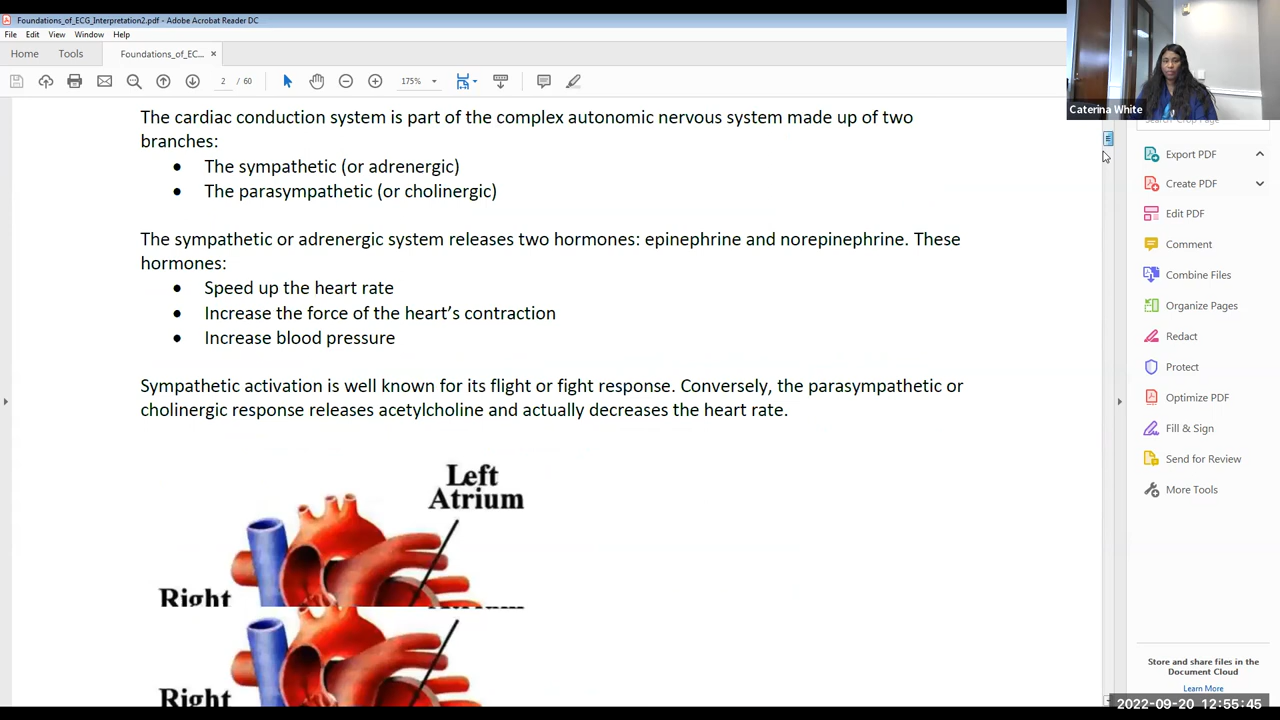 Foundations_of_ECG_Interpretation2.pdf - Adobe Acrobat Reader DC
File Edit View Window Help
Home Tools Foundations_of_EC... ×
2 / 60 175%
Caterina White
The cardiac conduction system is part of the complex autonomic nervous system made up of two
branches:
• The sympathetic (or adrenergic)
• The parasympathetic (or cholinergic)
The sympathetic or adrenergic system releases two hormones: epinephrine and norepinephrine. These
hormones:
• Speed up the heart rate
• Increase the force of the heart's contraction
• Increase blood pressure
Sympathetic activation is well known for its flight or fight response. Conversely, the parasympathetic or
cholinergic response releases acetylcholine and actually decreases the heart rate.
Left
Atrium
Right
Right
Export PDF
Create PDF
Edit PDF
Comment
Combine Files
Organize Pages
Redact
Protect
Optimize PDF
Fill & Sign
Send for Review
More Tools
Store and share files in the
Document Cloud
Learn More
2022-09-20 12:55:45